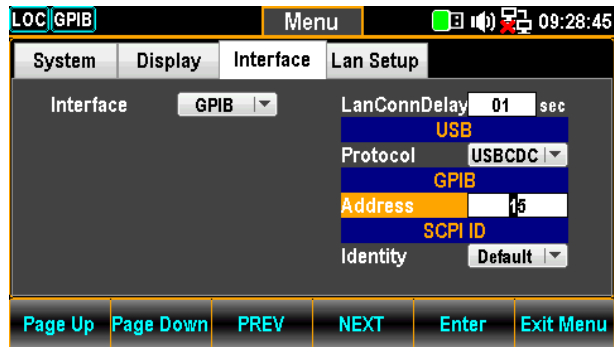 LOC GPIB Menu 09:28:45
System Display Interface Lan Setup
Interface GPIB LanConnDelay 01 sec
USB
Protocol USBCDC
GPIB
Address 15
SCPI ID
Identity Default
Page Up Page Down PREV NEXT Enter Exit Menu